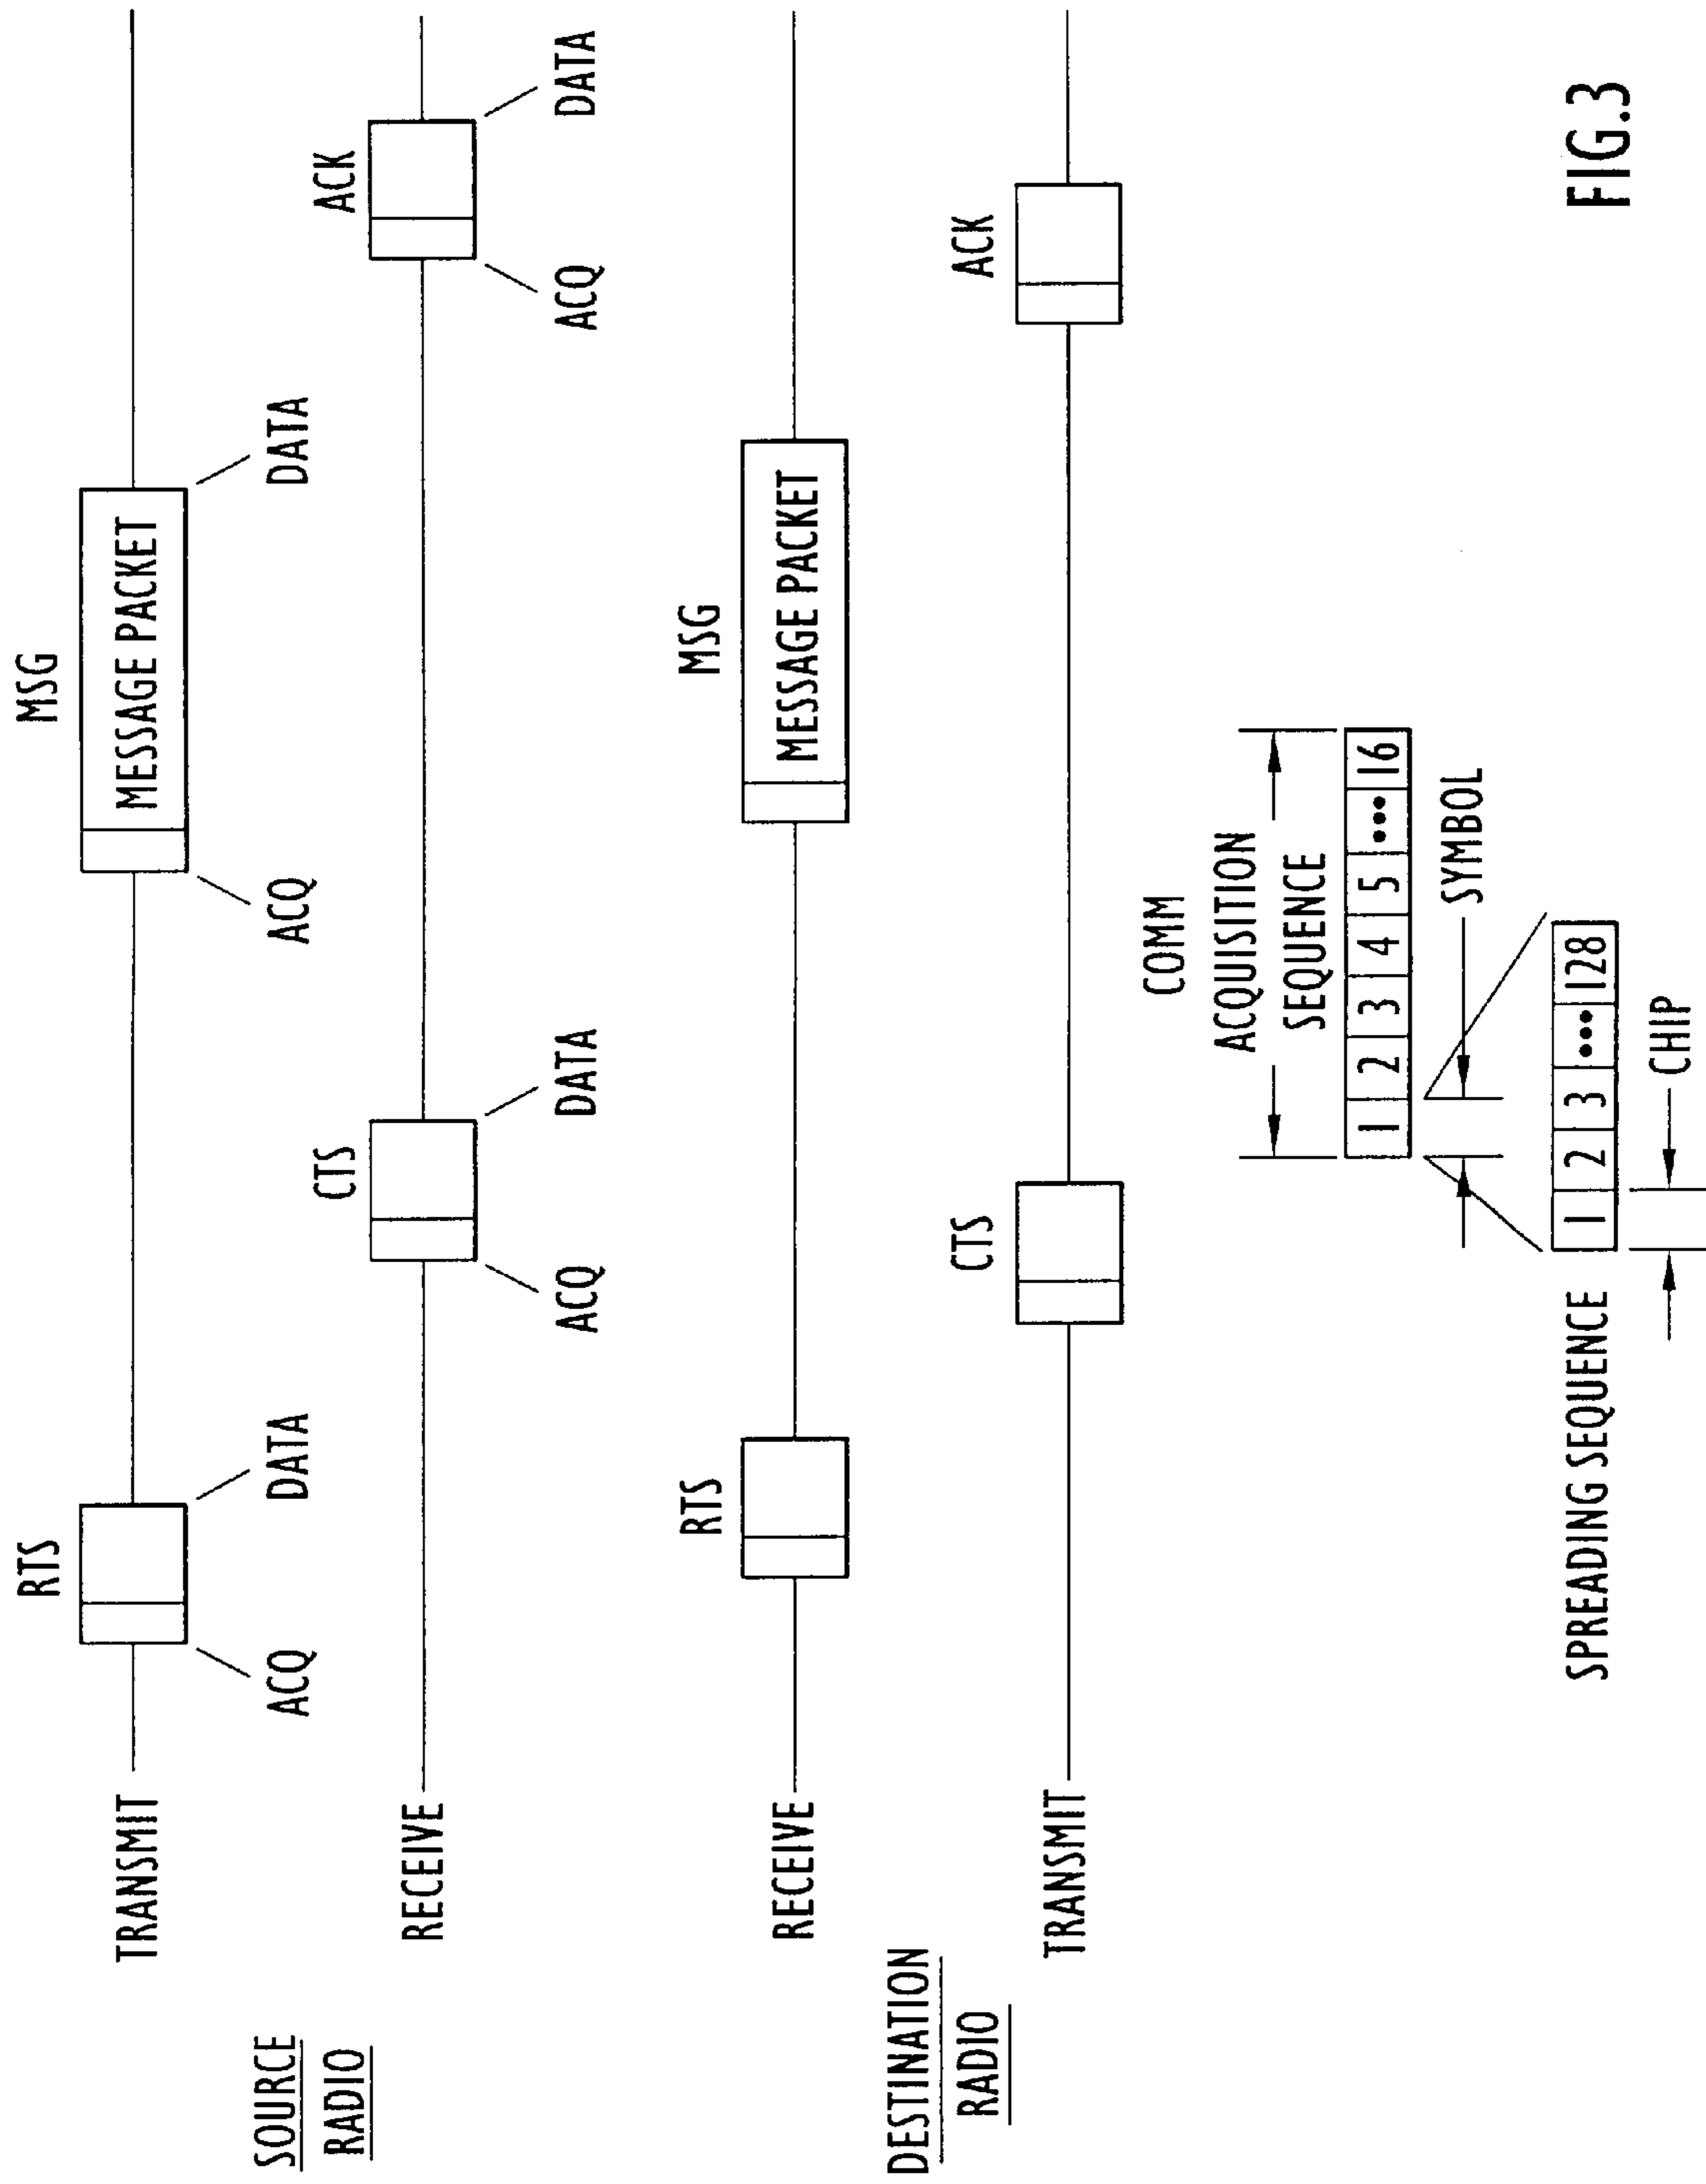 SOURCE
RADIO
TRANSMIT
RTS
ACQ
DATA
MSG
MESSAGE PACKET
ACQ
DATA
RECEIVE
CTS
ACQ
DATA
ACK
ACQ
DATA
DESTINATION
RADIO
RECEIVE
RTS
MSG
MESSAGE PACKET
TRANSMIT
CTS
ACK
COMM
ACQUISITION
SEQUENCE
1 2 3 4 5 ••• 16
SYMBOL
SPREADING SEQUENCE
1 2 3 ••• 128
CHIP
FIG.3